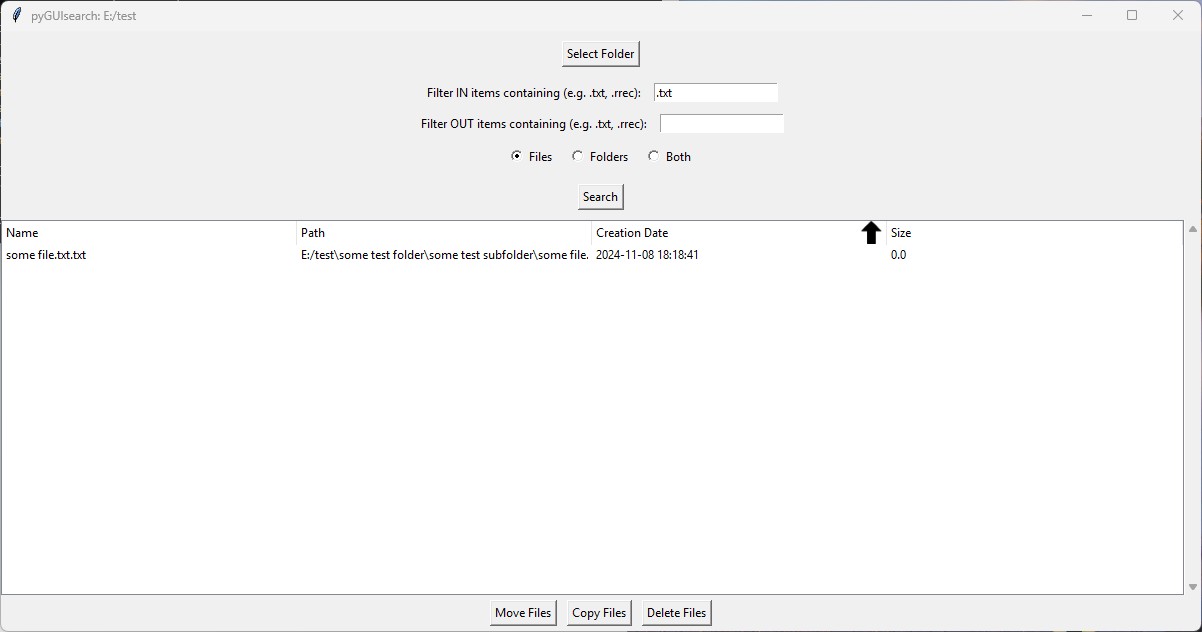 pyGUIsearch: E:/test
Select Folder
Filter IN items containing (e.g. .txt, .rrec): .txt
Filter OUT items containing (e.g. .txt, .rrec):
Files Folders Both
Search
Name Path Creation Date Size
some file.txt.txt E:/test\some test folder\some test subfolder\some file. 2024-11-08 18:18:41 0.0
Move Files Copy Files Delete Files